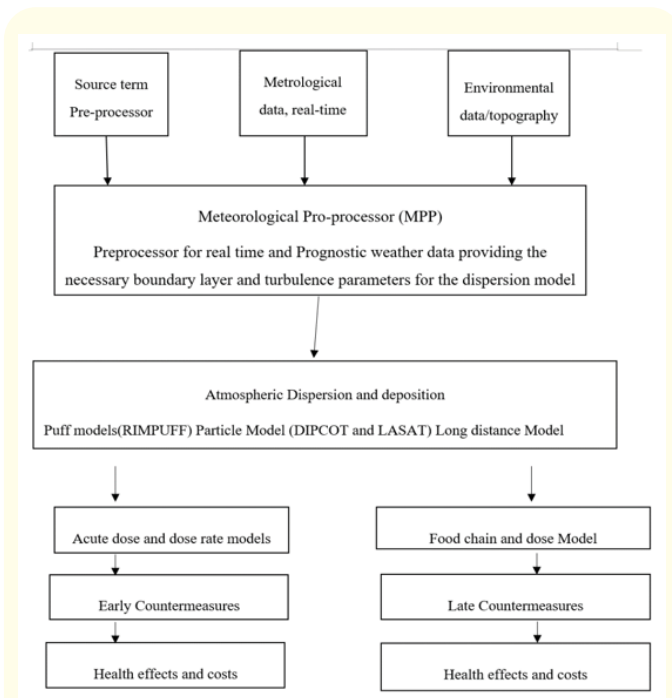 Source term
Pre-processor
Metrological
data, real-time
Environmental
data/topography
Meteorological Pro-processor (MPP)
Preprocessor for real time and Prognostic weather data providing the
necessary boundary layer and turbulence parameters for the dispersion model
Atmospheric Dispersion and deposition
Puff models(RIMPUFF) Particle Model (DIPCOT and LASAT) Long distance Model
Acute dose and dose rate models
Food chain and dose Model
Early Countermeasures
Late Countermeasures
Health effects and costs
Health effects and costs